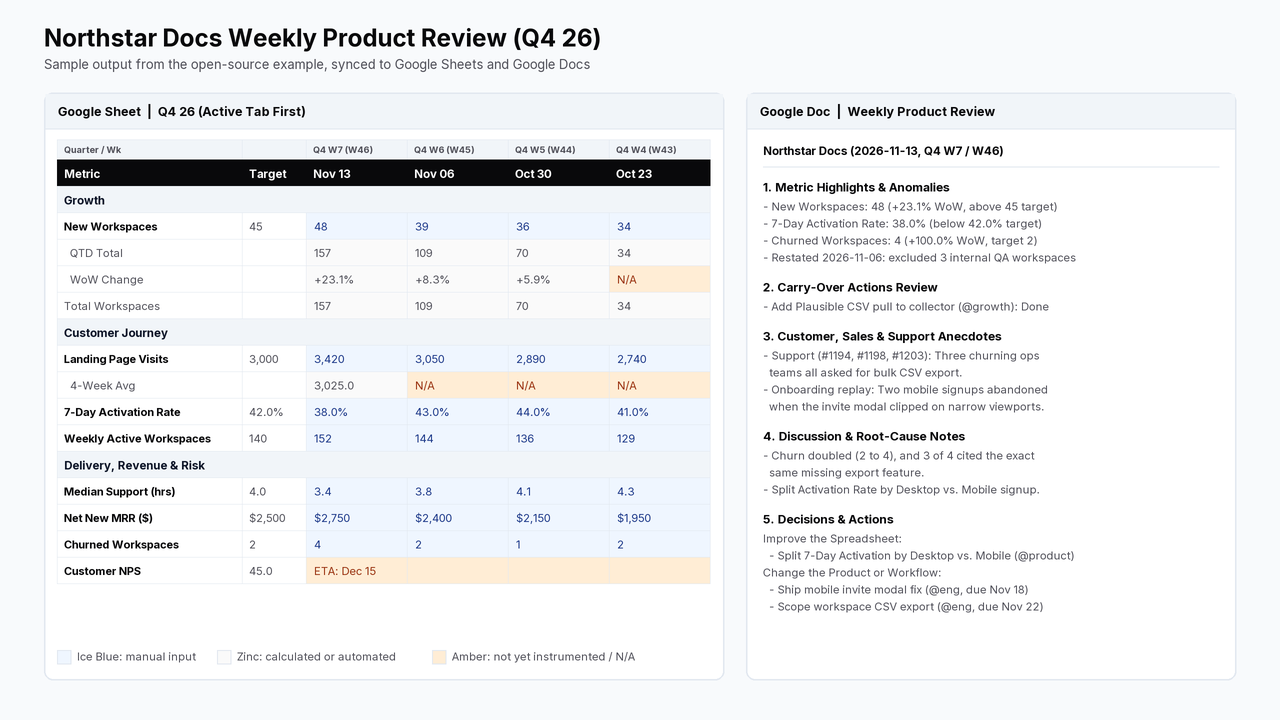 Northstar Docs Weekly Product Review (Q4 26)
Sample output from the open-source example, synced to Google Sheets and Google Docs
Google Sheet | Q4 26 (Active Tab First)
Quarter / Wk Q4 W7 (W46) Q4 W6 (W45) Q4 W5 (W44) Q4 W4 (W43)
Metric Target Nov 13 Nov 06 Oct 30 Oct 23
Growth
New Workspaces 45 48 39 36 34
QTD Total 157 109 70 34
WoW Change +23.1% +8.3% +5.9% N/A
Total Workspaces 157 109 70 34
Customer Journey
Landing Page Visits 3,000 3,420 3,050 2,890 2,740
4-Week Avg 3,025.0 N/A N/A N/A
7-Day Activation Rate 42.0% 38.0% 43.0% 44.0% 41.0%
Weekly Active Workspaces 140 152 144 136 129
Delivery, Revenue & Risk
Median Support (hrs) 4.0 3.4 3.8 4.1 4.3
Net New MRR ($) $2,500 $2,750 $2,400 $2,150 $1,950
Churned Workspaces 2 4 2 1 2
Customer NPS 45.0 ETA: Dec 15
Ice Blue: manual input Zinc: calculated or automated Amber: not yet instrumented / N/A
Google Doc | Weekly Product Review
Northstar Docs (2026-11-13, Q4 W7 / W46)
1. Metric Highlights & Anomalies
- New Workspaces: 48 (+23.1% WoW, above 45 target)
- 7-Day Activation Rate: 38.0% (below 42.0% target)
- Churned Workspaces: 4 (+100.0% WoW, target 2)
- Restated 2026-11-06: excluded 3 internal QA workspaces
2. Carry-Over Actions Review
- Add Plausible CSV pull to collector (@growth): Done
3. Customer, Sales & Support Anecdotes
- Support (#1194, #1198, #1203): Three churning ops
teams all asked for bulk CSV export.
- Onboarding replay: Two mobile signups abandoned
when the invite modal clipped on narrow viewports.
4. Discussion & Root-Cause Notes
- Churn doubled (2 to 4), and 3 of 4 cited the exact
same missing export feature.
- Split Activation Rate by Desktop vs. Mobile signup.
5. Decisions & Actions
Improve the Spreadsheet:
- Split 7-Day Activation by Desktop vs. Mobile (@product)
Change the Product or Workflow:
- Ship mobile invite modal fix (@eng, due Nov 18)
- Scope workspace CSV export (@eng, due Nov 22)